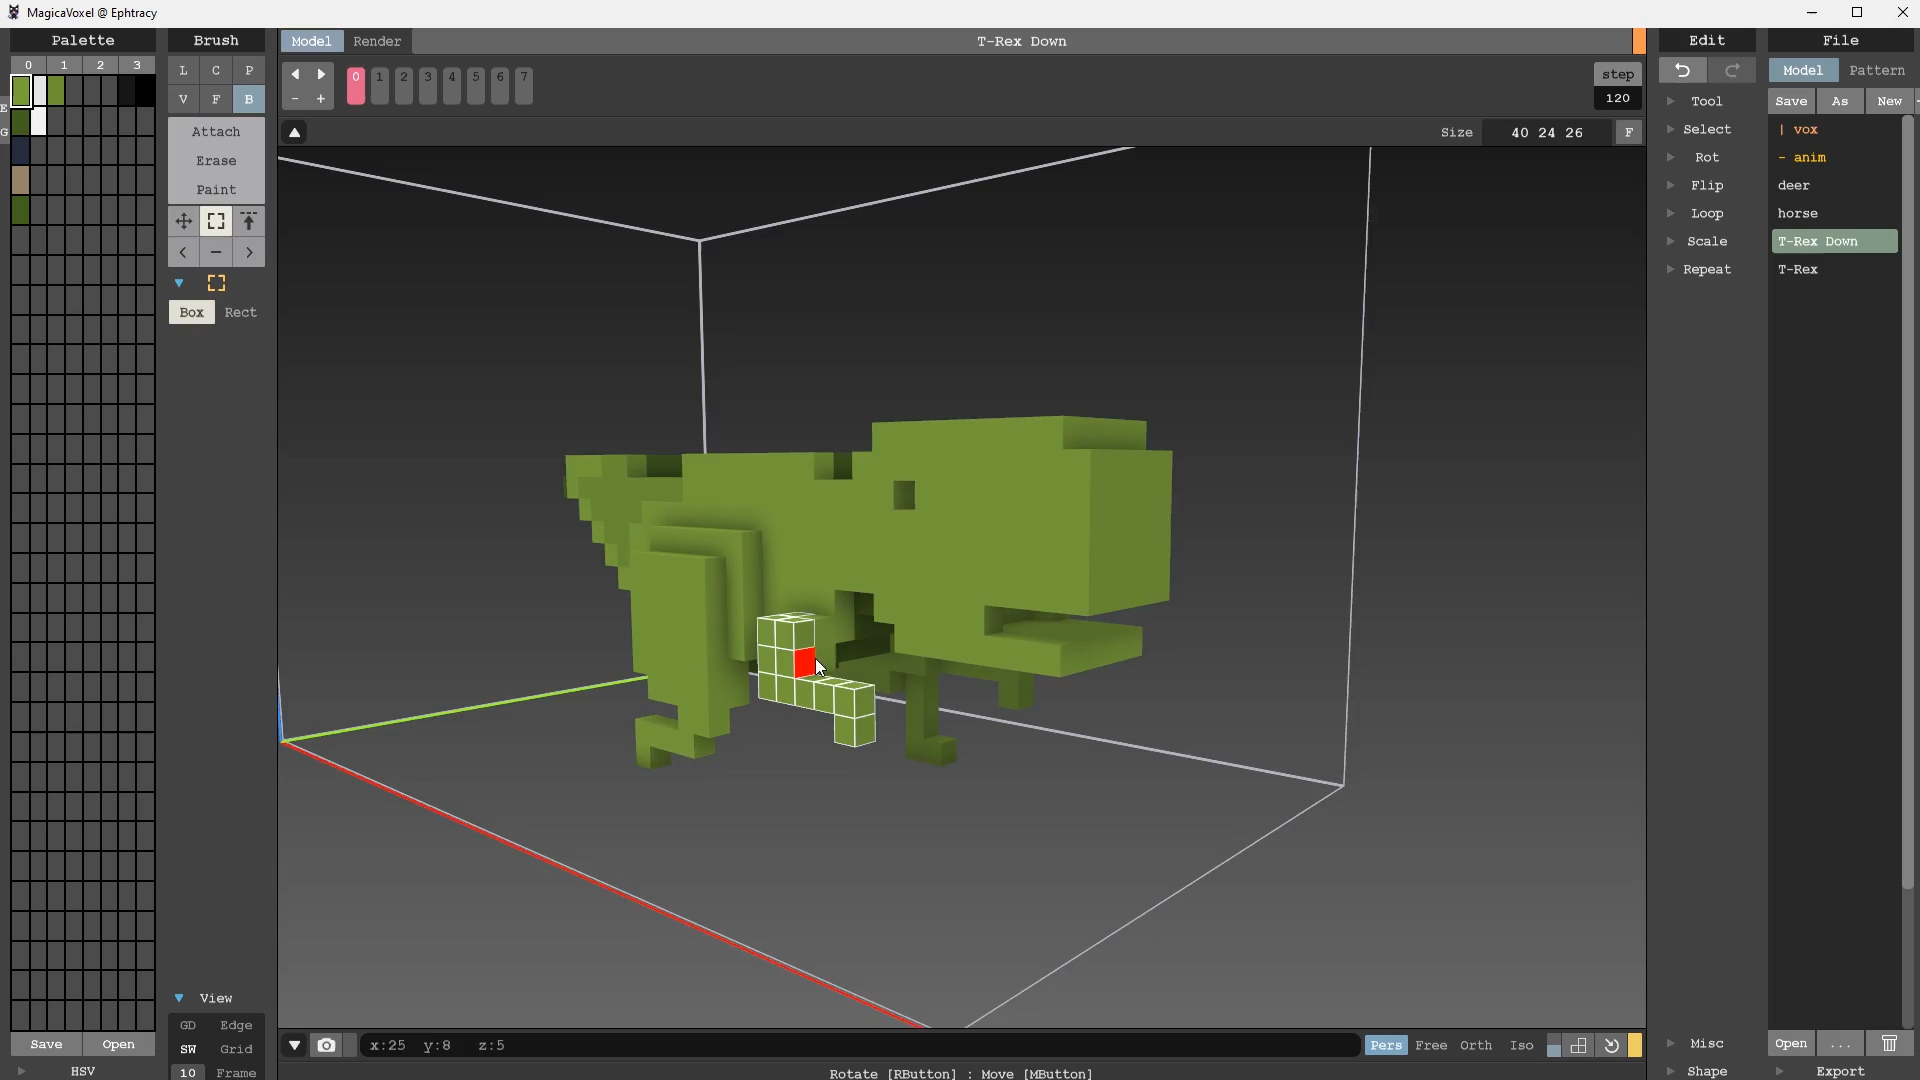 MagicaVoxel @ Ephtracy
Palette
0 1 2 3
Save Open
HSV
E
G
Brush
L C P
V F B
Attach
Erase
Paint
Box Rect
View
GD Edge
SW Grid
10 Frame
Model Render
T-Rex Down
0 1 2 3 4 5 6 7
step
120
Size 40 24 26 F
x:25 y:8 z:5
Pers Free Orth Iso
Rotate [RButton] : Move [MButton]
Edit
Tool
Select
Rot
Flip
Loop
Scale
Repeat
Misc
Shape
File
Model Pattern
Save As New
| vox
- anim
deer
horse
T-Rex Down
T-Rex
Open ...
Export